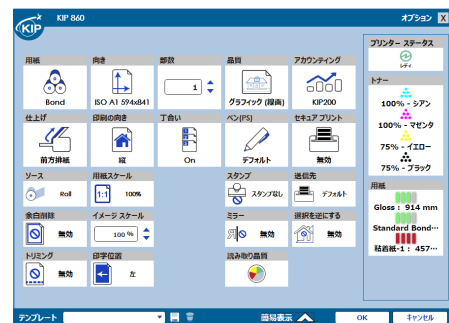 KIP
KIP 860
オプション X
用紙
向き
部数
品質
アカウンティング
Bond
ISO A1 594x841
1
グラフィック (線画)
KIP200
仕上げ
印刷の向き
丁合い
ペン(PS)
セキュアプリント
前方排紙
縦
On
デフォルト
無効
ソース
用紙スケール
スタンプ
送信先
Roll
1:1
100%
スタンプなし
デフォルト
余白削除
イメージ スケール
ミラー
選択を逆にする
無効
100 %
無効
無効
トリミング
印字位置
読み取り品質
無効
左
プリンター ステータス
レディ
トナー
100% - シアン
100% - マゼンタ
75% - イエロー
75% - ブラック
用紙
Gloss : 914 mm
Standard Bond…
粘着紙-1 : 457…
テンプレート
簡易表示
OK
キャンセル